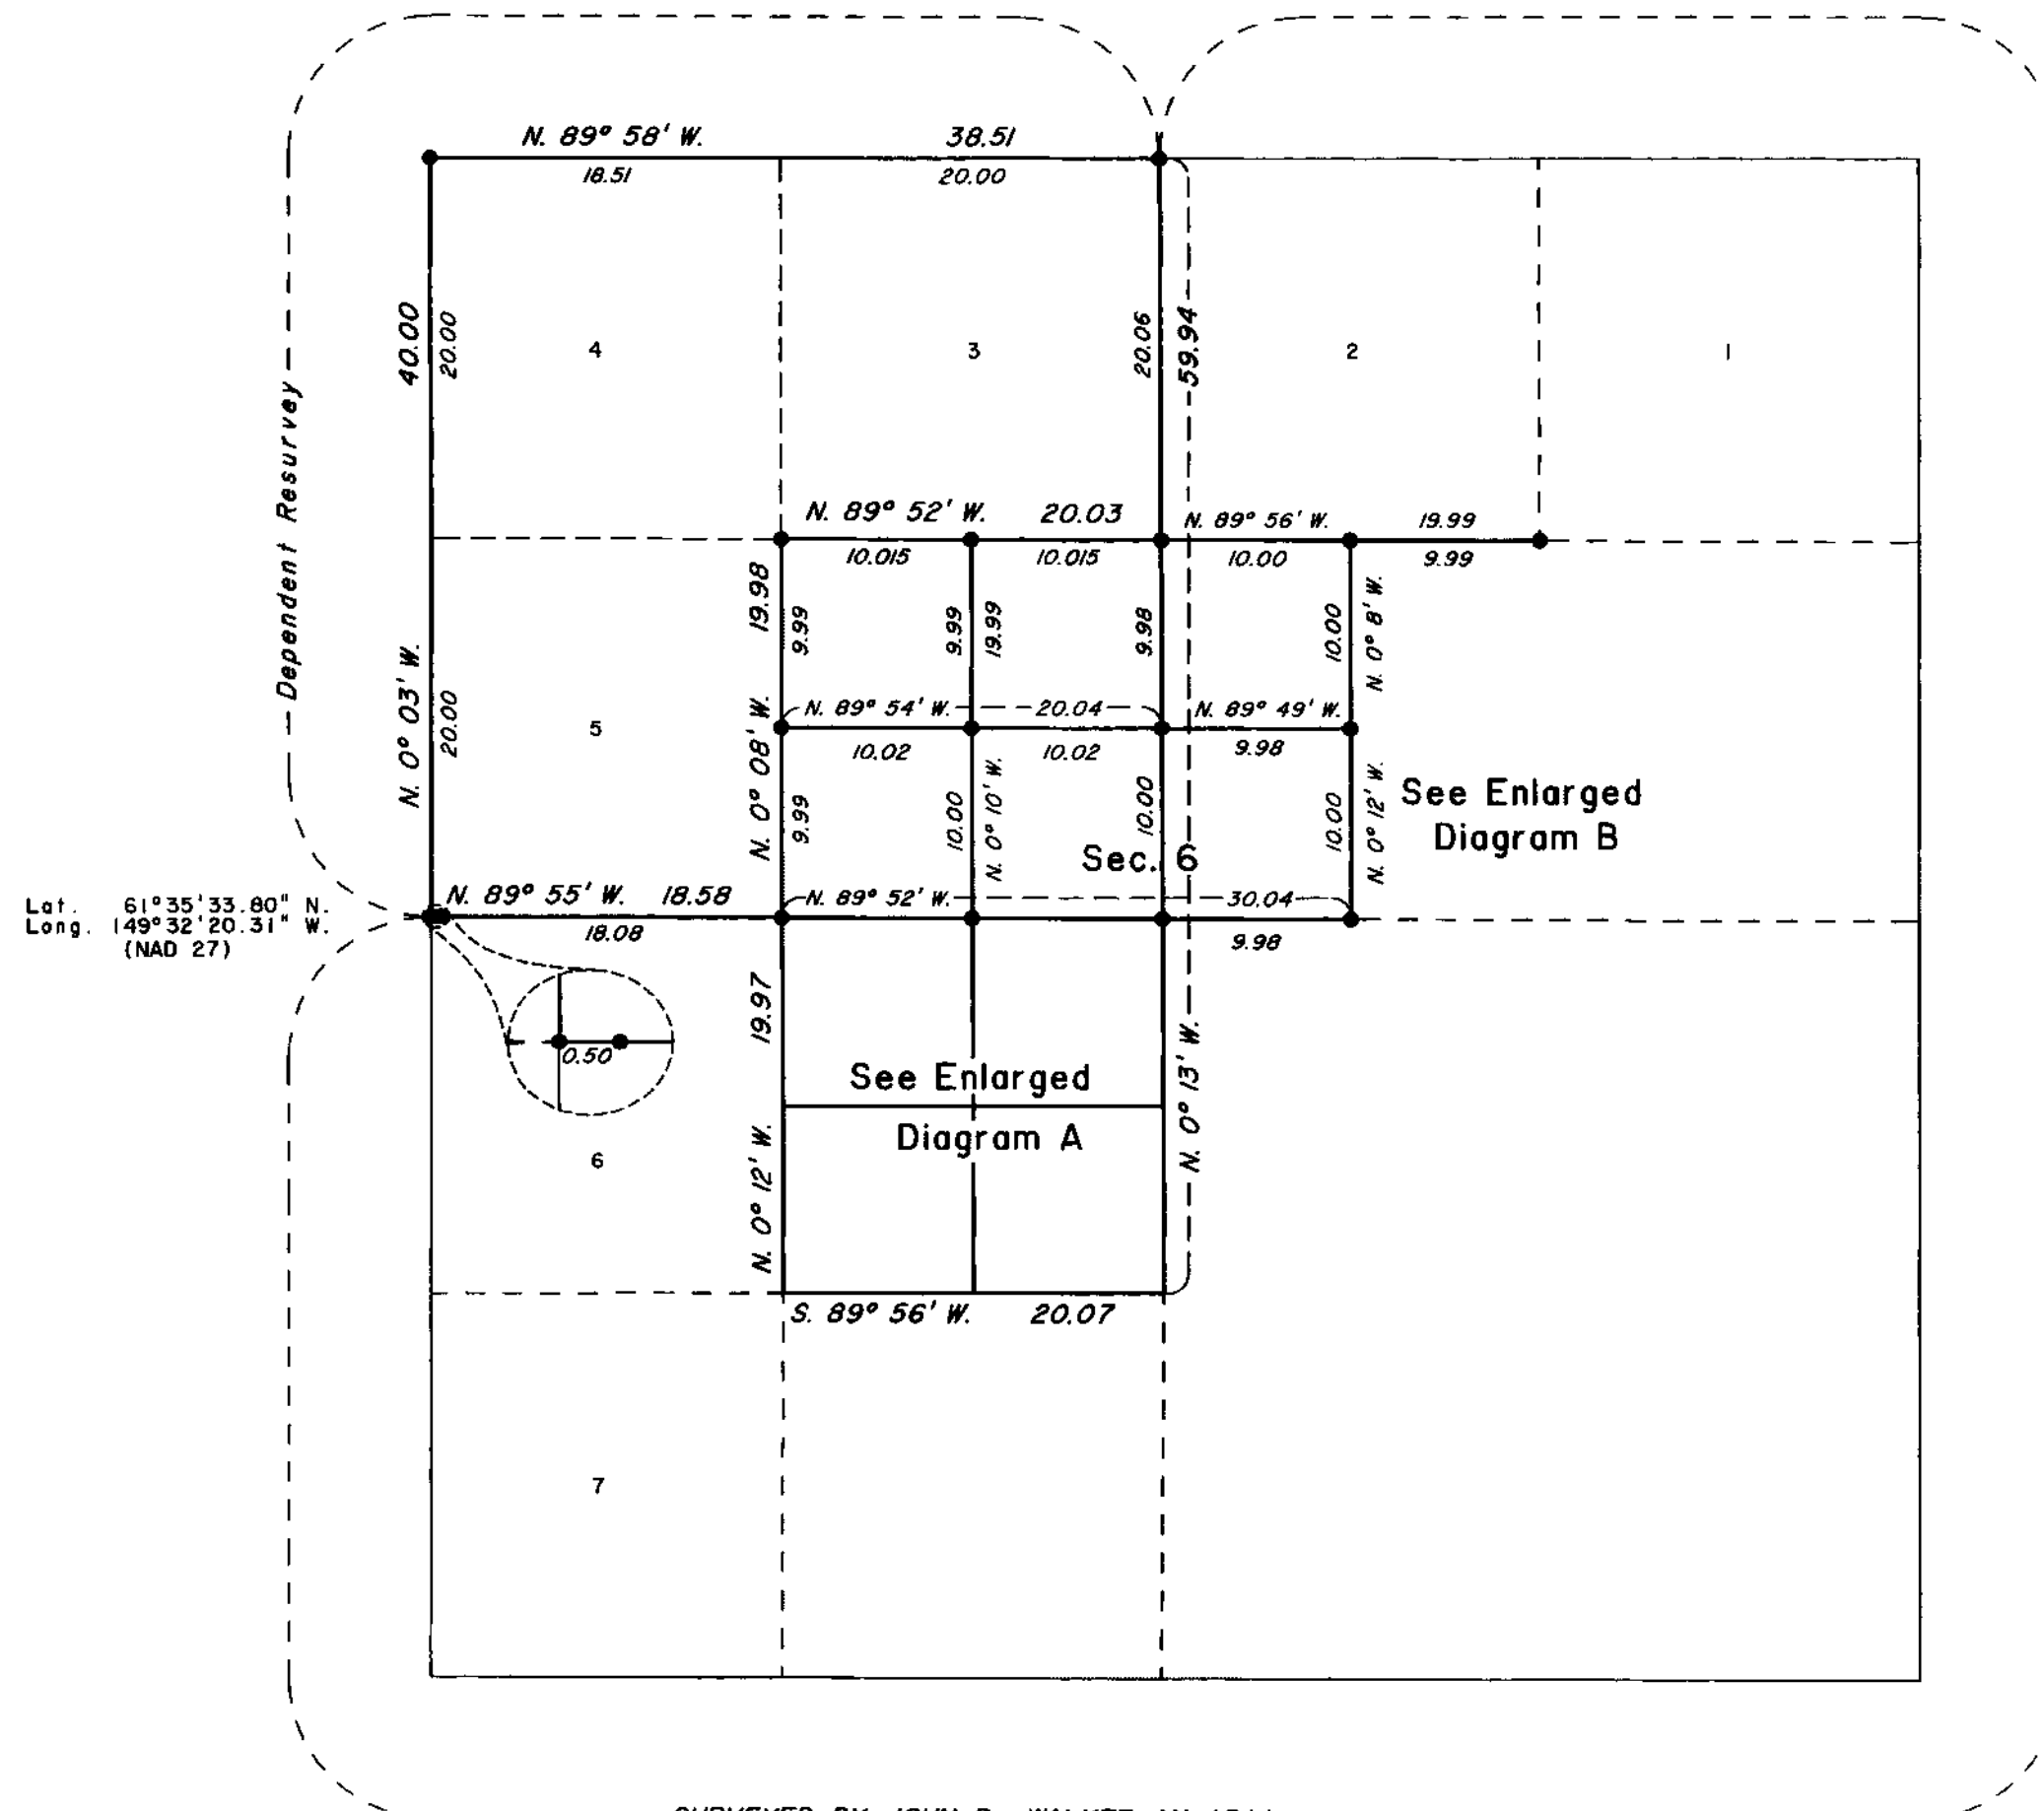 N. 89° 58' W. 38.51
18.51 20.00
Dependent Resurvey
40.00
20.00
4
3
20.06
59.94
2
1
N. 89° 52' W. 20.03
N. 89° 56' W. 19.99
10.015 10.015 10.00 9.99
19.98
9.99
9.99
19.99
9.98
10.00
N. 0° 8' W.
N. 0° 03' W.
20.00
5
N. 89° 54' W. 20.04
N. 89° 49' W.
10.02 10.02 9.98
N. 0° 08' W.
9.99
10.00
N. 0° 10' W.
10.00
10.00
N. 0° 12' W.
See Enlarged
Diagram B
Sec. 6
Lat. 61°35'33.80" N.
Long. 149°32'20.31" W.
(NAD 27)
N. 89° 55' W. 18.58
N. 89° 52' W. 30.04
18.08
9.98
0.50
19.97
See Enlarged
Diagram A
N. 0° 13' W.
6
N. 0° 12' W.
S. 89° 56' W. 20.07
7